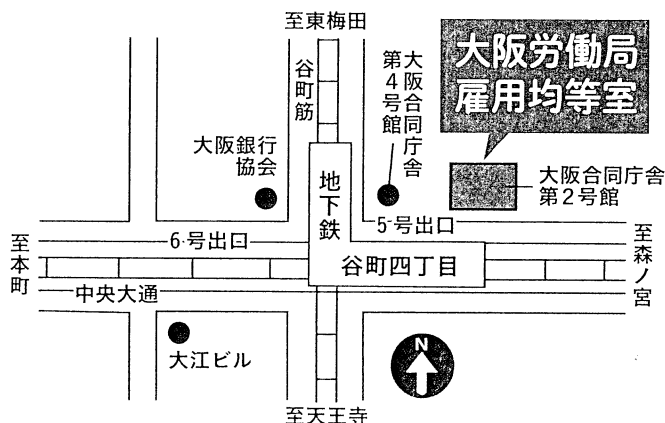 至東梅田
谷町筋
大阪合同庁舎
第4号館
大阪労働局
雇用均等室
大阪銀行
協会
地下鉄
大阪合同庁舎
第2号館
5号出口
6号出口
至本町
谷町四丁目
至森ノ宮
中央大通
大江ビル
N
至天王寺